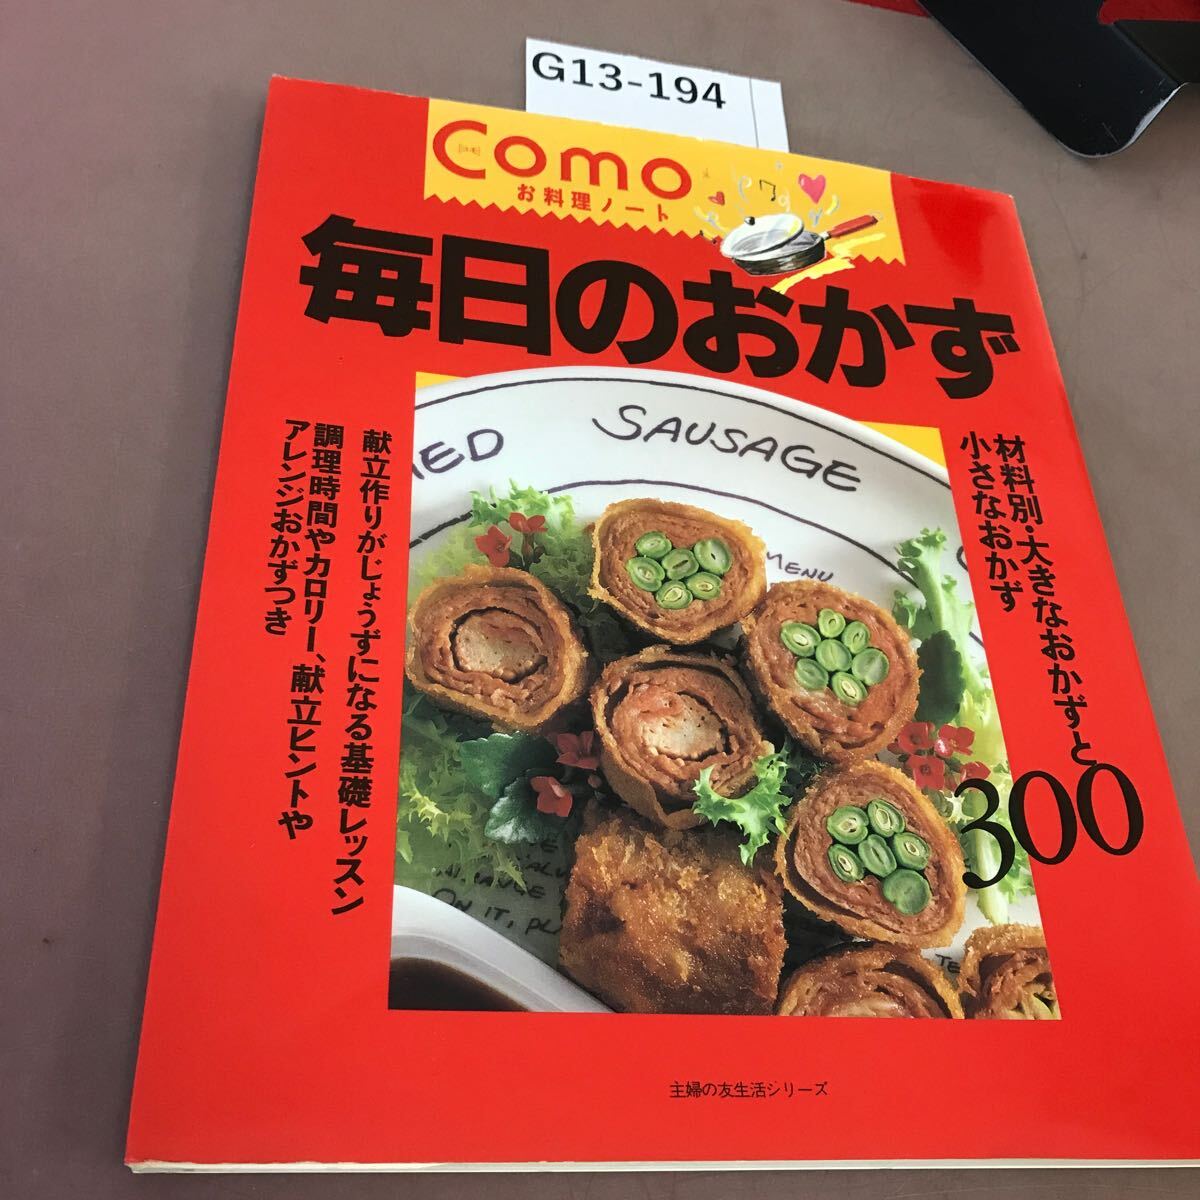 G13-194
Como
コモ
お料理ノート
毎日のおかず
材料別・大きなおかずと
小さなおかず
300
献立作りがじょうずになる基礎レッスン
調理時間やカロリー、献立ヒントや
アレンジおかずつき
SAUSAGE
MENU
ON IT,
主婦の友生活シリーズ